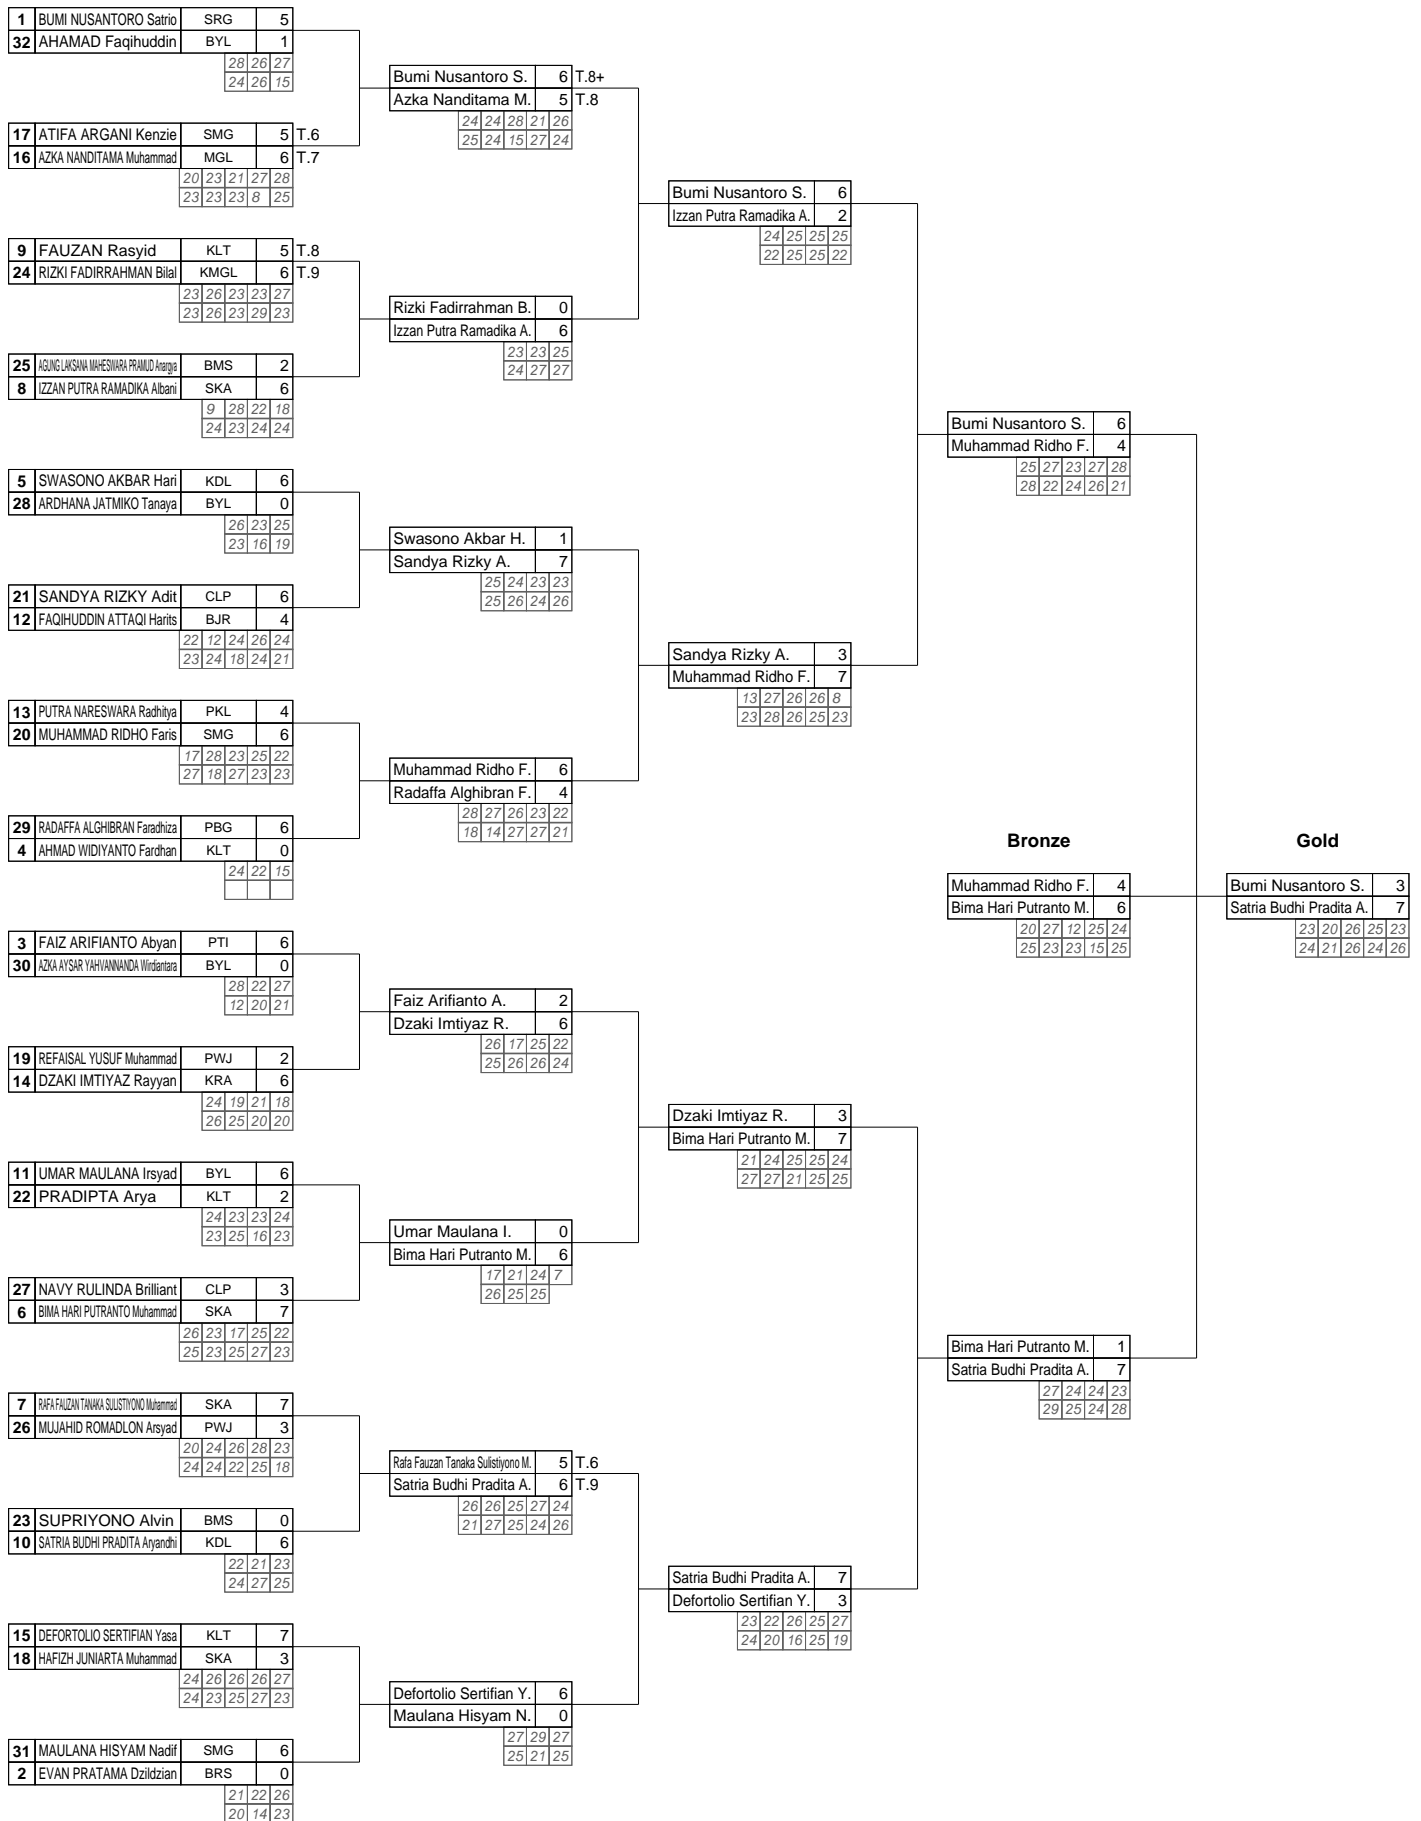 1 BUMI NUSANTORO Satrio SRG 5
32 AHAMAD Faqihuddin BYL 1
28 26 27
24 26 15
17 ATIFA ARGANI Kenzie SMG 5 T.6
16 AZKA NANDITAMA Muhammad MGL 6 T.7
20 23 21 27 28
23 23 23 8 25
9 FAUZAN Rasyid KLT 5 T.8
24 RIZKI FADIRRAHMAN Bilal KMGL 6 T.9
23 26 23 23 27
23 26 23 29 23
25 AGUNG LAKSANA MAHESWARA PRAMUD Anargya BMS 2
8 IZZAN PUTRA RAMADIKA Albani SKA 6
9 28 22 18
24 23 24 24
5 SWASONO AKBAR Hari KDL 6
28 ARDHANA JATMIKO Tanaya BYL 0
26 23 25
23 16 19
21 SANDYA RIZKY Adit CLP 6
12 FAQIHUDDIN ATTAQI Harits BJR 4
22 12 24 26 24
23 24 18 24 21
13 PUTRA NARESWARA Radhitya PKL 4
20 MUHAMMAD RIDHO Faris SMG 6
17 28 23 25 22
27 18 27 23 23
29 RADAFFA ALGHIBRAN Faradhiza PBG 6
4 AHMAD WIDIYANTO Fardhan KLT 0
24 22 15
3 FAIZ ARIFIANTO Abyan PTI 6
30 AZKA AYSAR YAHVANNANDA Wirdiantara BYL 0
28 22 27
12 20 21
19 REFAISAL YUSUF Muhammad PWJ 2
14 DZAKI IMTIYAZ Rayyan KRA 6
24 19 21 18
26 25 20 20
11 UMAR MAULANA Irsyad BYL 6
22 PRADIPTA Arya KLT 2
24 23 23 24
23 25 16 23
27 NAVY RULINDA Brilliant CLP 3
6 BIMA HARI PUTRANTO Muhammad SKA 7
26 23 17 25 22
25 23 25 27 23
7 RAFA FAUZAN TANAKA SULISTIYONO Muhammad SKA 7
26 MUJAHID ROMADLON Arsyad PWJ 3
20 24 26 28 23
24 24 22 25 18
23 SUPRIYONO Alvin BMS 0
10 SATRIA BUDHI PRADITA Aryandhi KDL 6
22 21 23
24 27 25
15 DEFORTOLIO SERTIFIAN Yasa KLT 7
18 HAFIZH JUNIARTA Muhammad SKA 3
24 26 26 26 27
24 23 25 27 23
31 MAULANA HISYAM Nadif SMG 6
2 EVAN PRATAMA Dzildzian BRS 0
21 22 26
20 14 23
Bumi Nusantoro S. 6 T.8+
Azka Nanditama M. 5 T.8
24 24 28 21 26
25 24 15 27 24
Rizki Fadirrahman B. 0
Izzan Putra Ramadika A. 6
23 23 25
24 27 27
Swasono Akbar H. 1
Sandya Rizky A. 7
25 24 23 23
25 26 24 26
Muhammad Ridho F. 6
Radaffa Alghibran F. 4
28 27 26 23 22
18 14 27 27 21
Faiz Arifianto A. 2
Dzaki Imtiyaz R. 6
26 17 25 22
25 26 26 24
Umar Maulana I. 0
Bima Hari Putranto M. 6
17 21 24 7
26 25 25
Rafa Fauzan Tanaka Sulistiyono M. 5 T.6
Satria Budhi Pradita A. 6 T.9
26 26 25 27 24
21 27 25 24 26
Defortolio Sertifian Y. 6
Maulana Hisyam N. 0
27 29 27
25 21 25
Bumi Nusantoro S. 6
Izzan Putra Ramadika A. 2
24 25 25 25
22 25 25 22
Sandya Rizky A. 3
Muhammad Ridho F. 7
13 27 26 26 8
23 28 26 25 23
Dzaki Imtiyaz R. 3
Bima Hari Putranto M. 7
21 24 25 25 24
27 27 21 25 25
Satria Budhi Pradita A. 7
Defortolio Sertifian Y. 3
23 22 26 25 27
24 20 16 25 19
Bumi Nusantoro S. 6
Muhammad Ridho F. 4
25 27 23 27 28
28 22 24 26 21
Bima Hari Putranto M. 1
Satria Budhi Pradita A. 7
27 24 24 23
29 25 24 28
Bronze
Muhammad Ridho F. 4
Bima Hari Putranto M. 6
20 27 12 25 24
25 23 23 15 25
Gold
Bumi Nusantoro S. 3
Satria Budhi Pradita A. 7
23 20 26 25 23
24 21 26 24 26